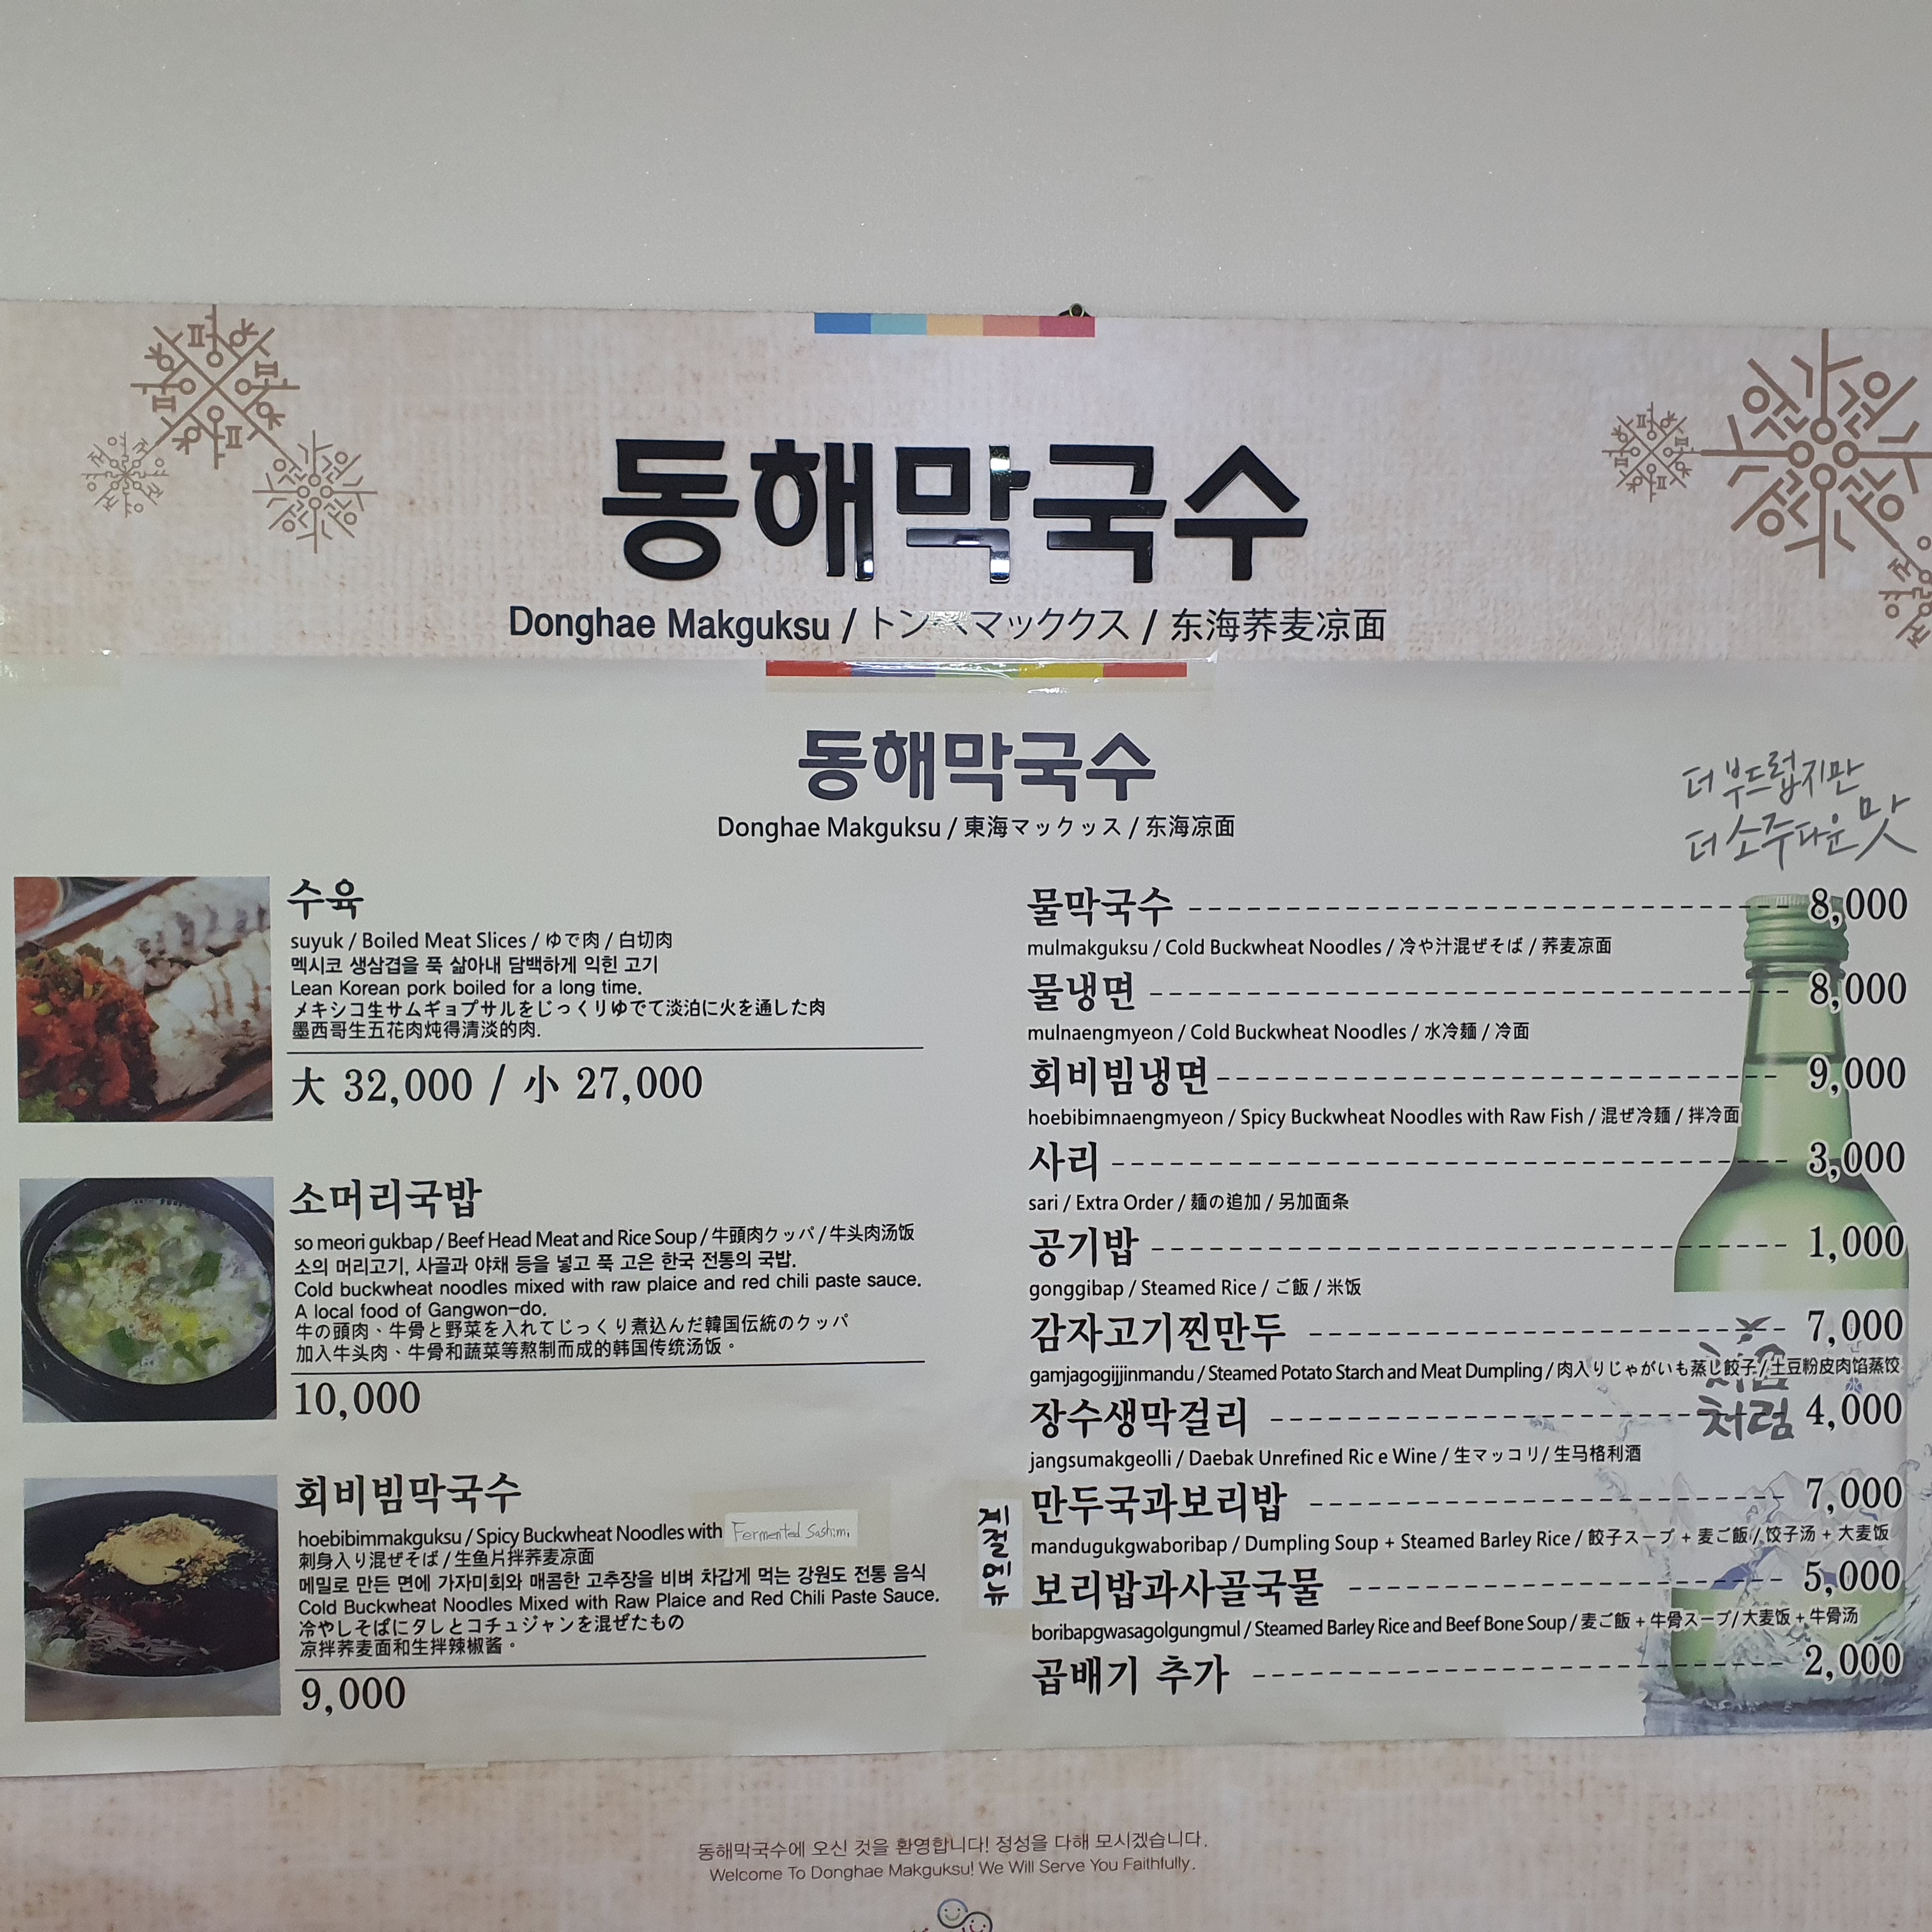 동해막국수
Donghae Makguksu / トンヘマッククス / 东海荞麦凉面
동해막국수
Donghae Makguksu / 東海マックッス / 东海凉面
더 부드럽지만
더 소주다운 맛
수육
suyuk / Boiled Meat Slices / ゆで肉 / 白切肉
멕시코 생삼겹을 푹 삶아내 담백하게 익힌 고기
Lean Korean pork boiled for a long time.
メキシコ生サムギョプサルをじっくりゆでて淡泊に火を通した肉
墨西哥生五花肉炖得清淡的肉.
大 32,000 / 小 27,000
소머리국밥
so meori gukbap / Beef Head Meat and Rice Soup / 牛頭肉クッパ / 牛头肉汤饭
소의 머리고기, 사골과 야채 등을 넣고 푹 고은 한국 전통의 국밥.
Cold buckwheat noodles mixed with raw plaice and red chili paste sauce.
A local food of Gangwon-do.
牛の頭肉、牛骨と野菜を入れてじっくり煮込んだ韓国伝統のクッパ
加入牛头肉、牛骨和蔬菜等熬制而成的韩国传统汤饭。
10,000
회비빔막국수
hoebibimmakguksu / Spicy Buckwheat Noodles with Fermented Sashimi
刺身入り混ぜそば / 生鱼片拌荞麦凉面
메밀로 만든 면에 가자미회와 매콤한 고추장을 비벼 차갑게 먹는 강원도 전통 음식
Cold Buckwheat Noodles Mixed with Raw Plaice and Red Chili Paste Sauce.
冷やしそばにタレとコチュジャンを混ぜたもの
凉拌荞麦面和生拌辣椒酱。
9,000
물막국수 8,000
mulmakguksu / Cold Buckwheat Noodles / 冷や汁混ぜそば / 荞麦凉面
물냉면 8,000
mulnaengmyeon / Cold Buckwheat Noodles / 水冷麺 / 冷面
회비빔냉면 9,000
hoebibimnaengmyeon / Spicy Buckwheat Noodles with Raw Fish / 混ぜ冷麺 / 拌冷面
사리 3,000
sari / Extra Order / 麺の追加 / 另加面条
공기밥 1,000
gonggibap / Steamed Rice / ご飯 / 米饭
감자고기찐만두 7,000
gamjagogijjinmandu / Steamed Potato Starch and Meat Dumpling / 肉入りじゃがいも蒸し餃子 / 土豆粉皮肉馅蒸饺
장수생막걸리 4,000
jangsumakgeolli / Daebak Unrefined Ric e Wine / 生マッコリ / 生马格利酒
처음
처럼
계절메뉴
만두국과보리밥 7,000
mandugukgwaboribap / Dumpling Soup + Steamed Barley Rice / 餃子スープ + 麦ご飯 / 饺子汤 + 大麦饭
보리밥과사골국물 5,000
boribapgwasagolgungmul / Steamed Barley Rice and Beef Bone Soup / 麦ご飯 + 牛骨スープ / 大麦饭 + 牛骨汤
곱배기 추가 2,000
동해막국수에 오신 것을 환영합니다! 정성을 다해 모시겠습니다.
Welcome To Donghae Makguksu! We Will Serve You Faithfully.